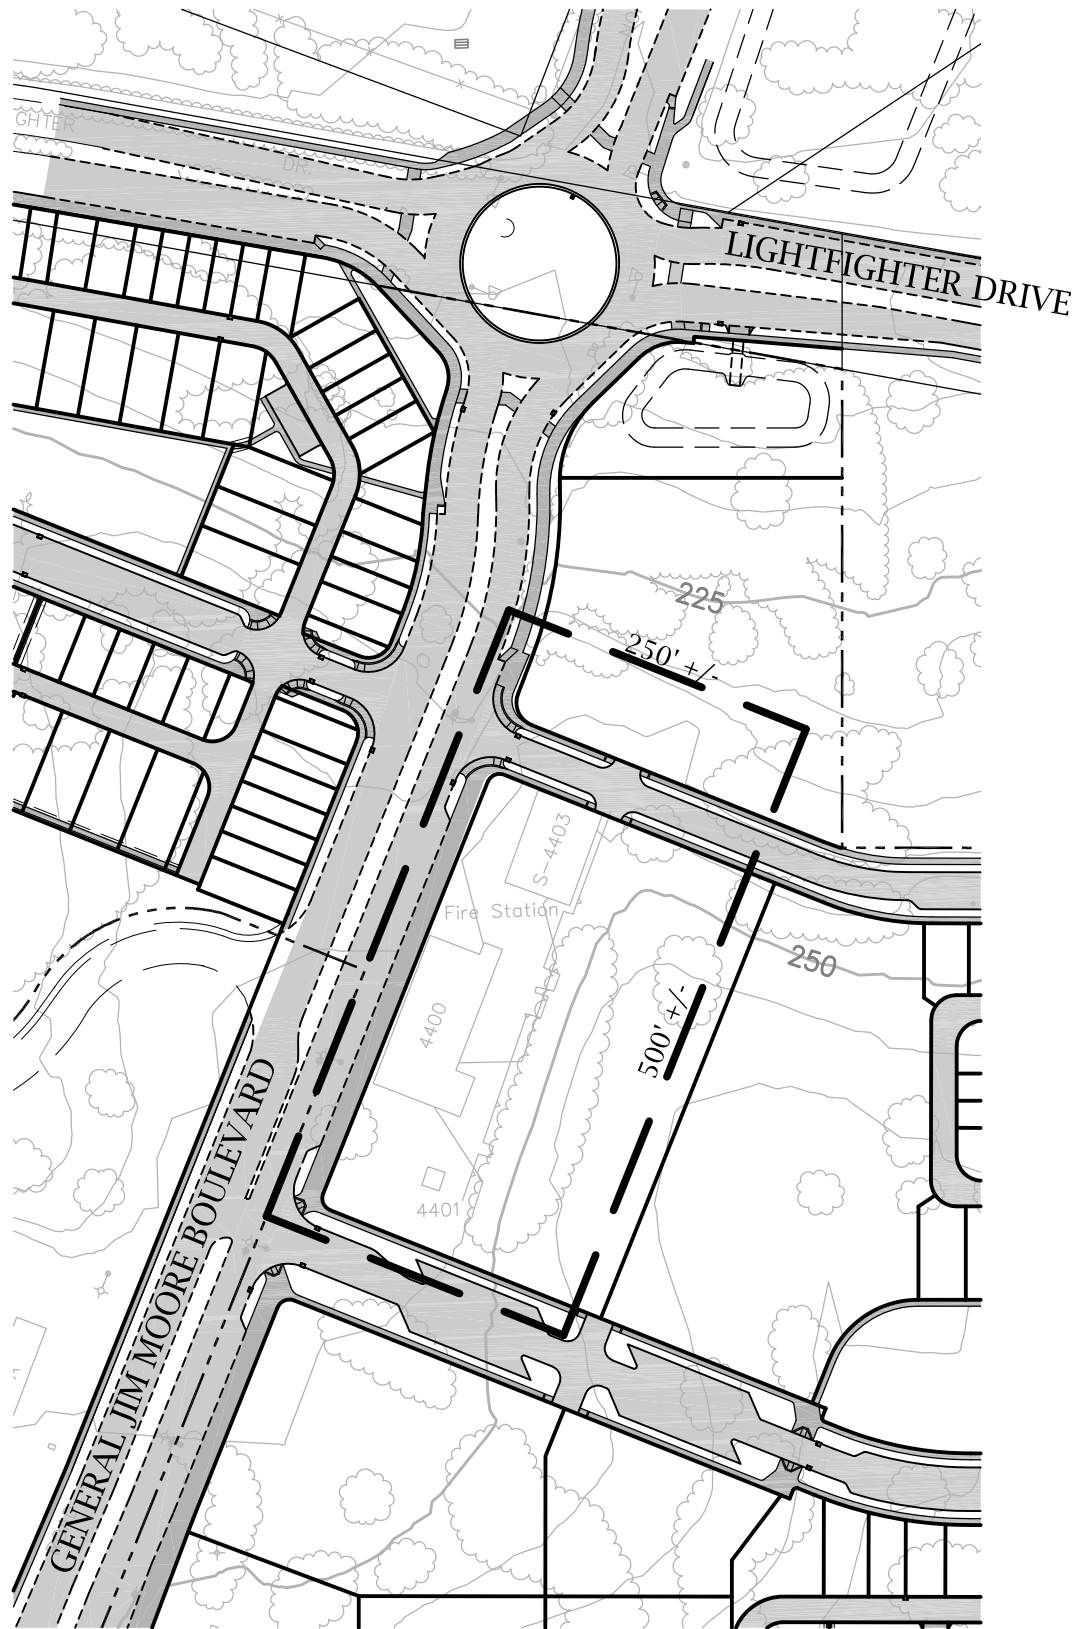 GHTER
DR.
LIGHTFIGHTER DRIVE
225
250' +/-
S-4403
Fire Station
250
4400
500' +/-
4401
GENERAL JIM MOORE BOULEVARD